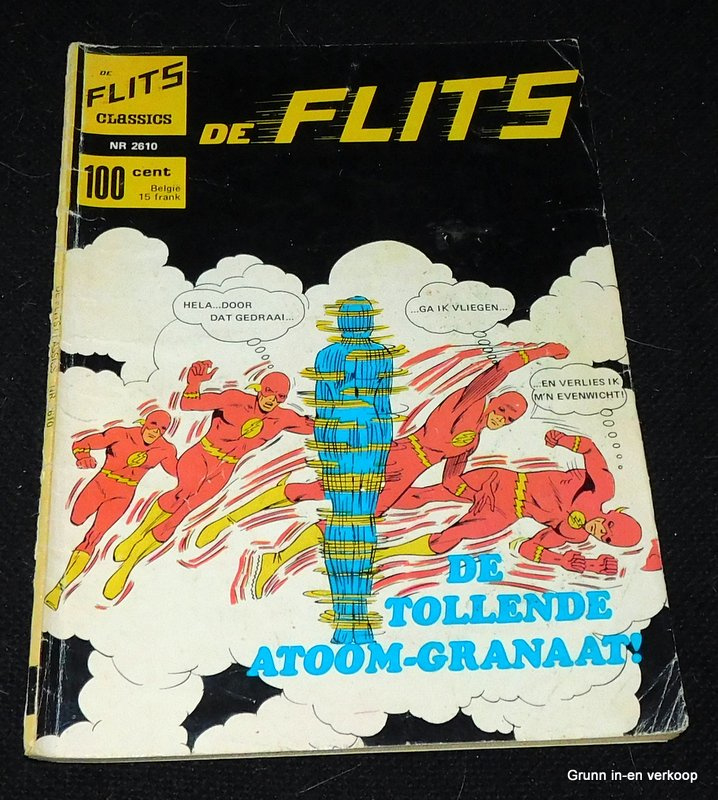 DE
FLITS
CLASSICS
NR 2610
100 cent
België
15 frank
DE FLITS
HELA...DOOR
DAT GEDRAAI...
...GA IK VLIEGEN...
...EN VERLIES IK
M'N EVENWICHT!
DE
TOLLENDE
ATOOM-GRANAAT!
Grunn in-en verkoop